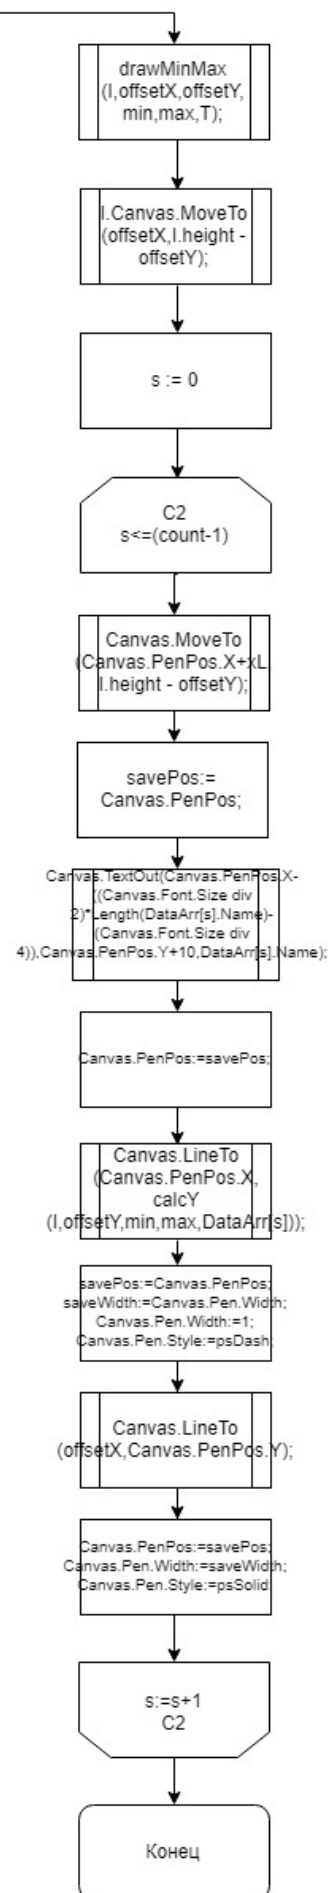 drawMinMax
(I,offsetX,offsetY,
min,max,T);
I.Canvas.MoveTo
(offsetX,I.height -
offsetY);
s := 0
C2
s<=(count-1)
Canvas.MoveTo
(Canvas.PenPos.X+xL
I.height - offsetY);
savePos:=
Canvas.PenPos;
Canvas.TextOut(Canvas.PenPos.X-
((Canvas.Font.Size div
2)*Length(DataArr[s].Name)-
(Canvas.Font.Size div
4)),Canvas.PenPos.Y+10,DataArr[s].Name);
Canvas.PenPos:=savePos;
Canvas.LineTo
(Canvas.PenPos.X,
calcY
(I,offsetY,min,max,DataArr[s]));
savePos:=Canvas.PenPos;
saveWidth:=Canvas.Pen.Width;
Canvas.Pen.Width:=1;
Canvas.Pen.Style:=psDash;
Canvas.LineTo
(offsetX,Canvas.PenPos.Y);
Canvas.PenPos:=savePos;
Canvas.Pen.Width:=saveWidth;
Canvas.Pen.Style:=psSolid;
s:=s+1
C2
Конец